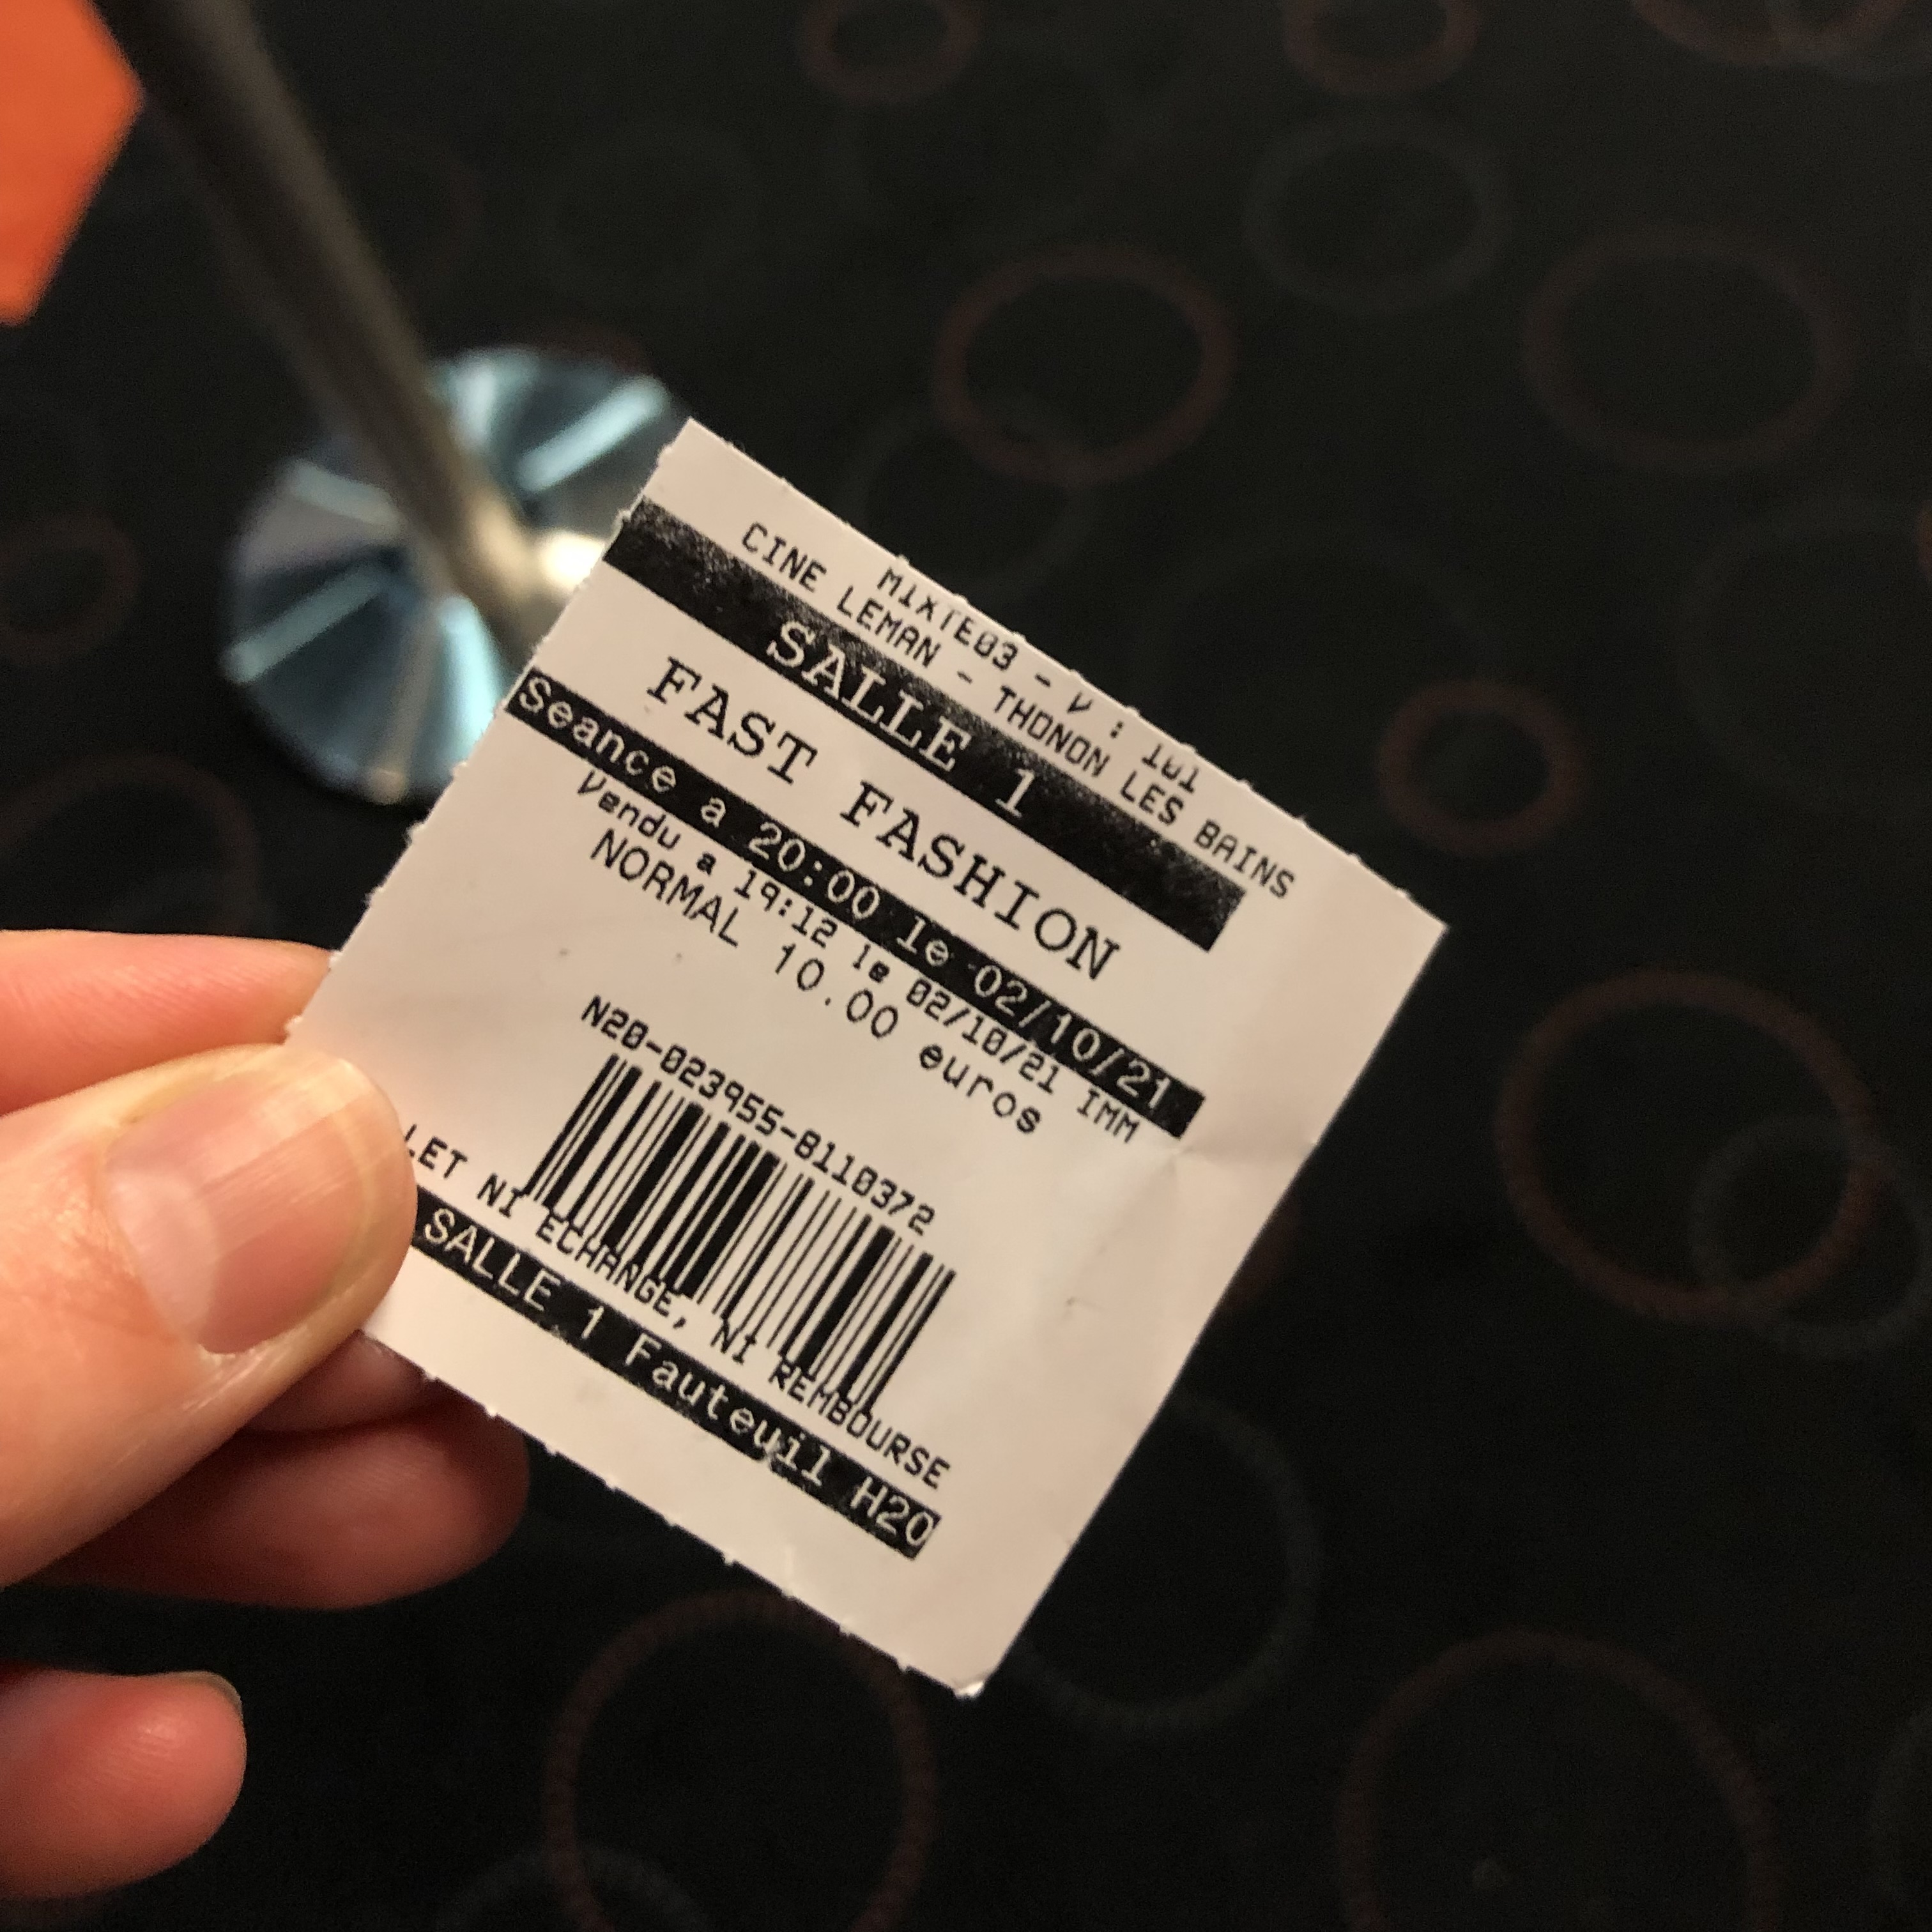 MIXTE03 - V : 101
CINE LEMAN - THONON LES BAINS
SALLE 1
FAST FASHION
Seance a 20:00 le 02/10/21
Vendu a 19:12 le 02/10/21 IMM
NORMAL 10.00 euros
N20-023955-8110372
LET NI ECHANGE, NI REMBOURSE
SALLE 1 Fauteuil H20